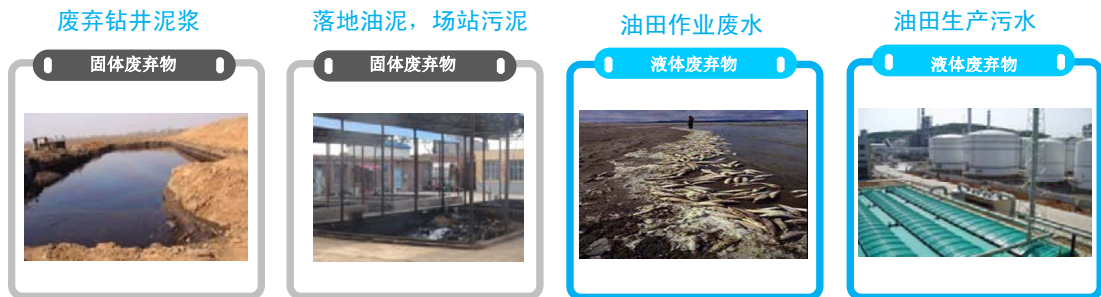 废弃钻井泥浆
固体废弃物
落地油泥，场站污泥
固体废弃物
油田作业废水
液体废弃物
油田生产污水
液体废弃物